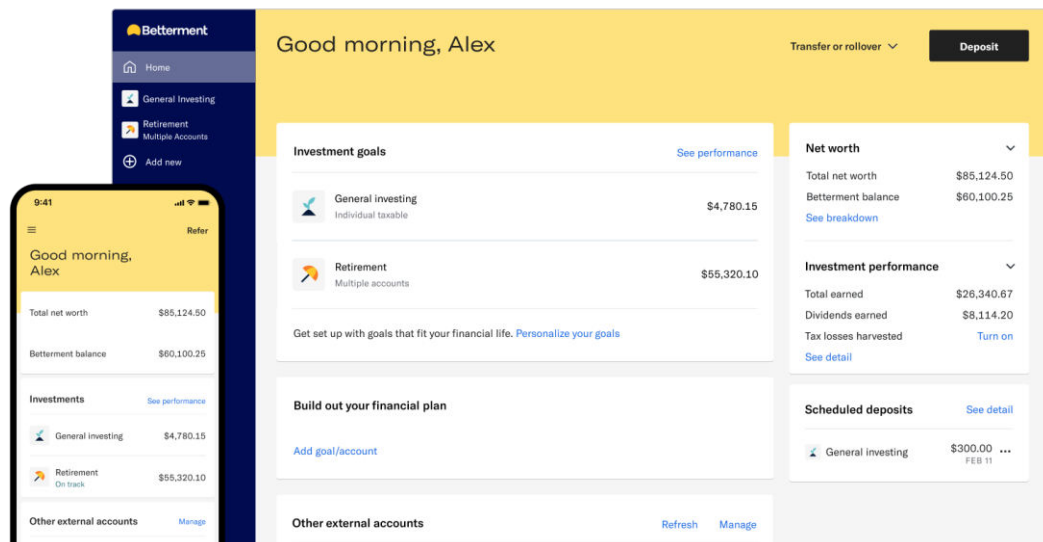 Betterment
Home
General Investing
Retirement
Multiple Accounts
Add new
Good morning, Alex
Transfer or rollover
Deposit
Investment goals
See performance
General investing
Individual taxable
$4,780.15
Retirement
Multiple accounts
$55,320.10
Get set up with goals that fit your financial life. Personalize your goals
Build out your financial plan
Add goal/account
Other external accounts
Refresh
Manage
Net worth
Total net worth $85,124.50
Betterment balance $60,100.25
See breakdown
Investment performance
Total earned $26,340.67
Dividends earned $8,114.20
Tax losses harvested Turn on
See detail
Scheduled deposits See detail
General investing $300.00
FEB 11
9:41
Refer
Good morning,
Alex
Total net worth $85,124.50
Betterment balance $60,100.25
Investments See performance
General investing $4,780.15
Retirement
On track
$55,320.10
Other external accounts Manage